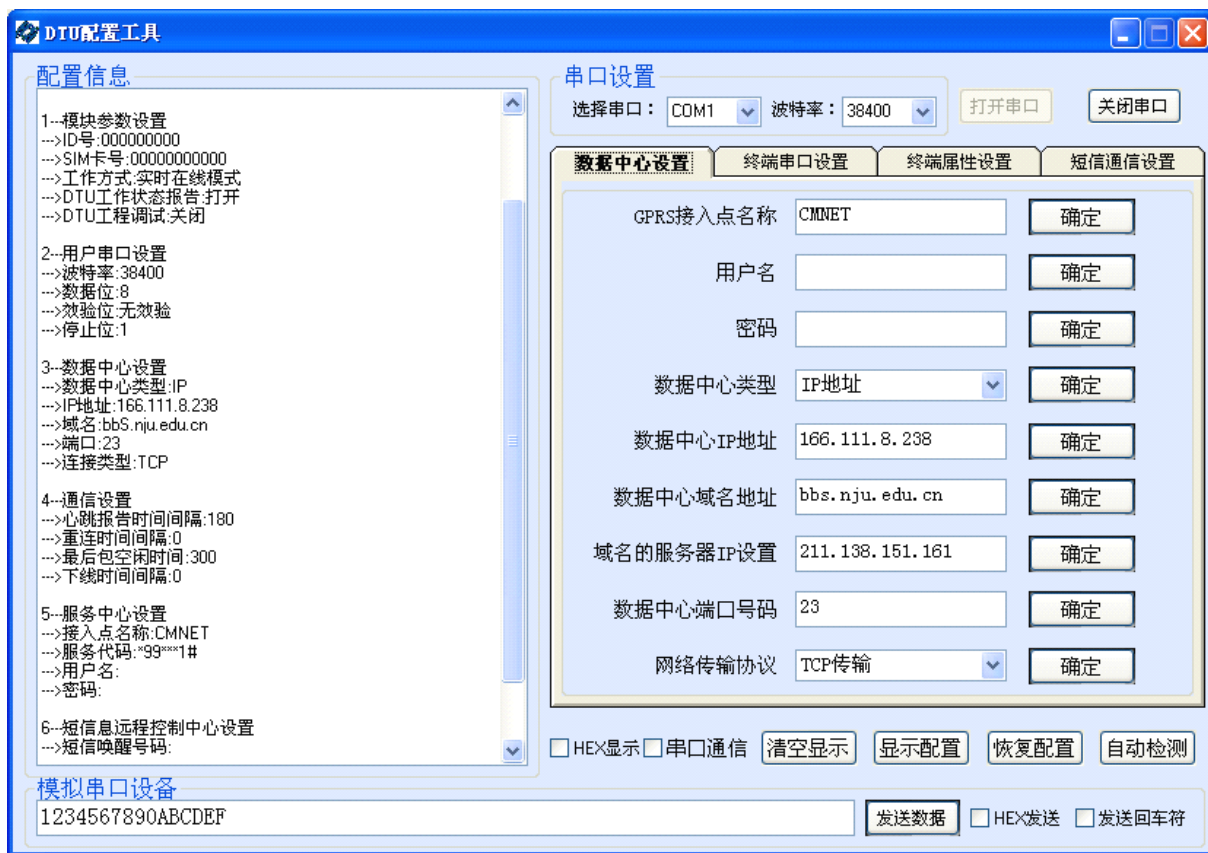 DTU配置工具
配置信息
1--模块参数设置
--->ID号:000000000
--->SIM卡号:00000000000
--->工作方式:实时在线模式
--->DTU工作状态报告:打开
--->DTU工程调试:关闭
2--用户串口设置
--->波特率:38400
--->数据位:8
--->效验位:无效验
--->停止位:1
3--数据中心设置
--->数据中心类型:IP
--->IP地址:166.111.8.238
--->域名:bbS.nju.edu.cn
--->端口:23
--->连接类型:TCP
4--通信设置
--->心跳报告时间间隔:180
--->重连时间间隔:0
--->最后包空闲时间:300
--->下线时间间隔:0
5--服务中心设置
--->接入点名称:CMNET
--->服务代码:*99***1#
--->用户名:
--->密码:
6--短信息远程控制中心设置
--->短信唤醒号码:
串口设置
选择串口： COM1 波特率： 38400 打开串口 关闭串口
数据中心设置 终端串口设置 终端属性设置 短信通信设置
GPRS接入点名称 CMNET 确定
用户名 确定
密码 确定
数据中心类型 IP地址 确定
数据中心IP地址 166.111.8.238 确定
数据中心域名地址 bbs.nju.edu.cn 确定
域名的服务器IP设置 211.138.151.161 确定
数据中心端口号码 23 确定
网络传输协议 TCP传输 确定
HEX显示 串口通信 清空显示 显示配置 恢复配置 自动检测
模拟串口设备
1234567890ABCDEF 发送数据 HEX发送 发送回车符